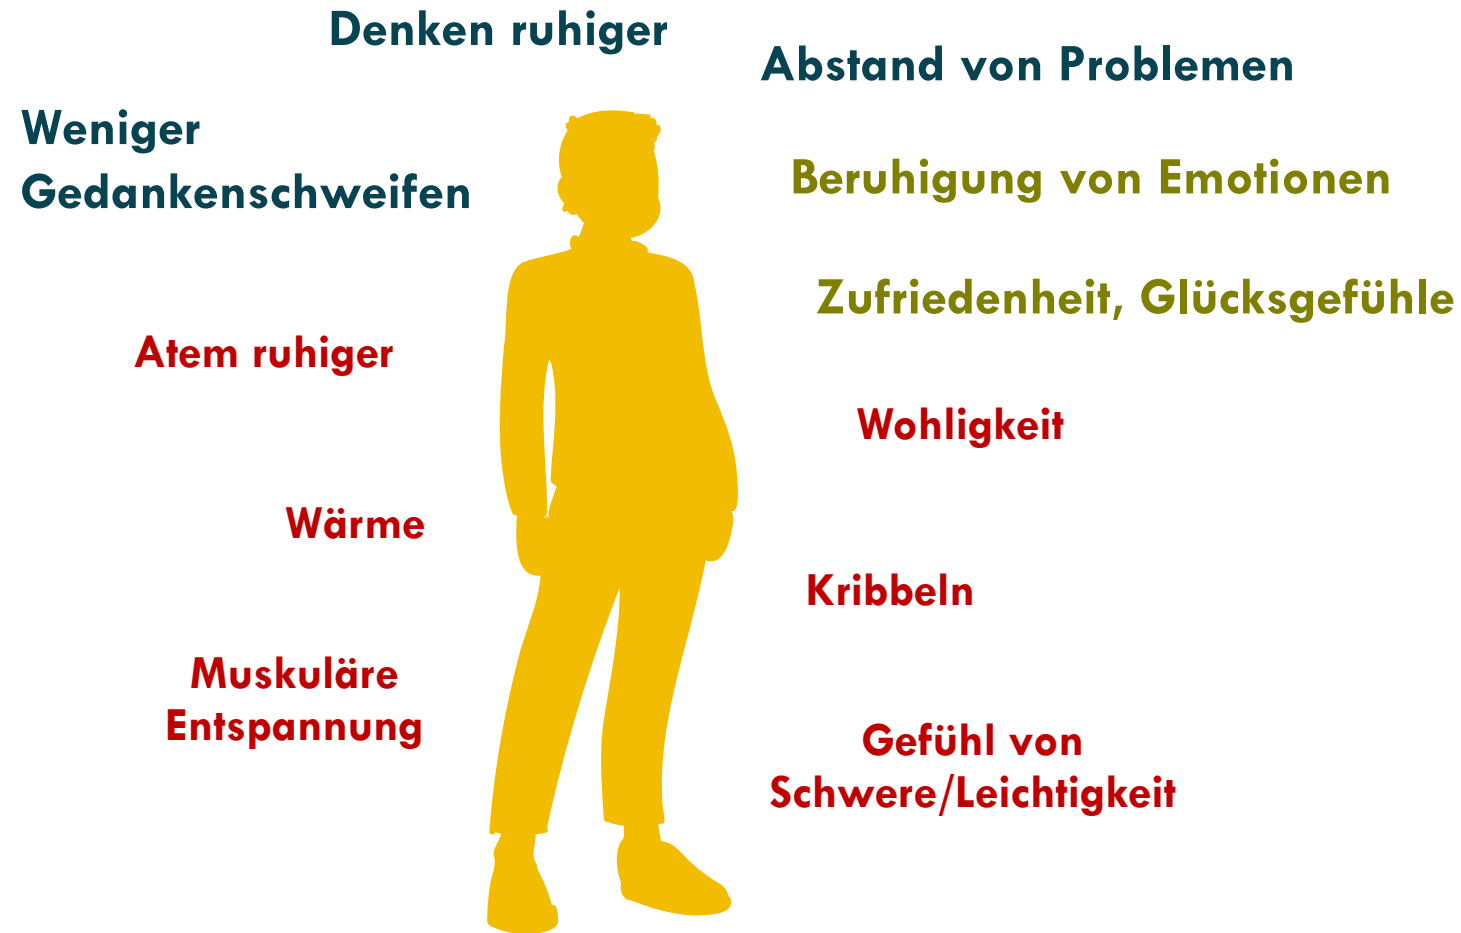 Denken ruhiger
Abstand von Problemen
Weniger
Gedankenschweifen
Beruhigung von Emotionen
Zufriedenheit, Glücksgefühle
Atem ruhiger
Wohligkeit
Wärme
Kribbeln
Muskuläre
Entspannung
Gefühl von
Schwere/Leichtigkeit